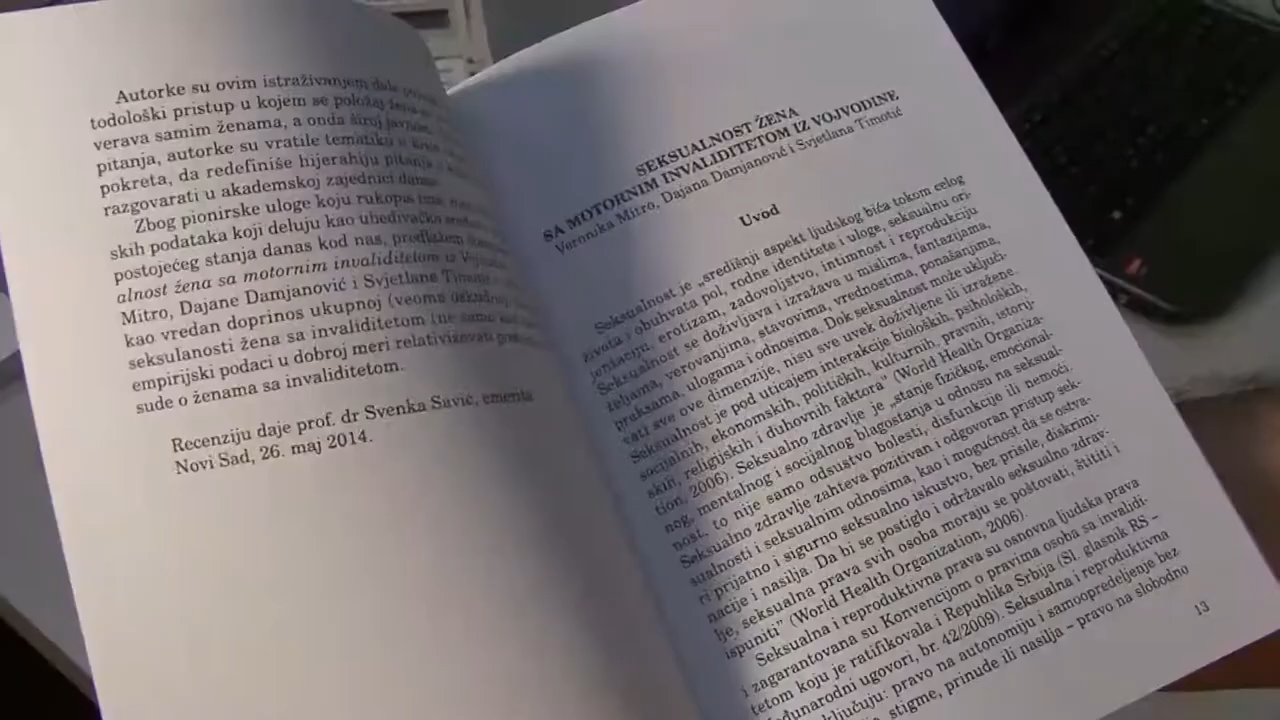 Autorke su ovim istraživanjem dale
todološki pristup u kojem se položaj žena
verava samim ženama, a onda široj javnosti.
pitanja, autorke su vratile tematiku u
pokreta, da redefiniše hijerahiju pitanja
razgovarati u akademskoj zajednici danas.
Zbog pionirske uloge koju rukopis ima,
skih podataka koji deluju kao ubeđivačka
postojećeg stanja danas kod nas, predlažem
alnost žena sa motornim invaliditetom iz
Mitro, Dajane Damjanović i Svjetlane Timotić
kao vredan doprinos ukupnoj (veoma oskudnoj)
seksulanosti žena sa invaliditetom (ne samo
empirijski podaci u dobroj meri relativizovati
sude o ženama sa invaliditetom.
Recenziju daje prof. dr Svenka Savić, emerita
Novi Sad, 26. maj 2014.
SEKSUALNOST ŽENA
SA MOTORNIM INVALIDITETOM IZ VOJVODINE
Veronika Mitro, Dajana Damjanović i Svjetlana Timotić
Uvod
Seksualnost je „središnji aspekt ljudskog bića tokom celog
života i obuhvata pol, rodne identitete i uloge, seksualnu ori-
jentaciju, erotizam, zadovoljstvo, intimnost i reprodukciju
Seksualnost se doživljava i izražava u mislima, fantazijama,
željama, verovanjima, stavovima, vrednostima, ponašanjima,
praksama, ulogama i odnosima. Dok seksualnost može uključi-
vati sve ove dimenzije, nisu sve uvek doživljene ili izražene.
Seksualnost je pod uticajem interakcije bioloških, psiholoških,
socijalnih, ekonomskih, političkih, kulturnih, pravnih, istorij-
skih, religijskih i duhovnih faktora“ (World Health Organiza-
tion, 2006). Seksualno zdravlje je „stanje fizičkog, emocional-
nog, mentalnog i socijalnog blagostanja u odnosu na seksual-
nost, to nije samo odsustvo bolesti, disfunkcije ili nemoći.
Seksualno zdravlje zahteva pozitivan i odgovoran pristup sek-
sualnosti i seksualnim odnosima, kao i mogućnost da se ostva-
ri prijatno i sigurno seksualno iskustvo, bez prisile, diskrimi-
nacije i nasilja. Da bi se postiglo i održavalo seksualno zdrav-
lje, seksualna prava svih osoba moraju se poštovati, štititi i
ispuniti“ (World Health Organization, 2006).
Seksualna i reproduktivna prava su osnovna ljudska prava
i zagarantovana su Konvencijom o pravima osoba sa invalidi-
tetom koju je ratifikovala i Republika Srbija (Sl. glasnik RS –
Međunarodni ugovori, br. 42/2009). Seksualna i reproduktivna
ključuju: pravo na autonomiju i samoopredeljenje bez
stigme, prinude ili nasilja – pravo na slobodno
13